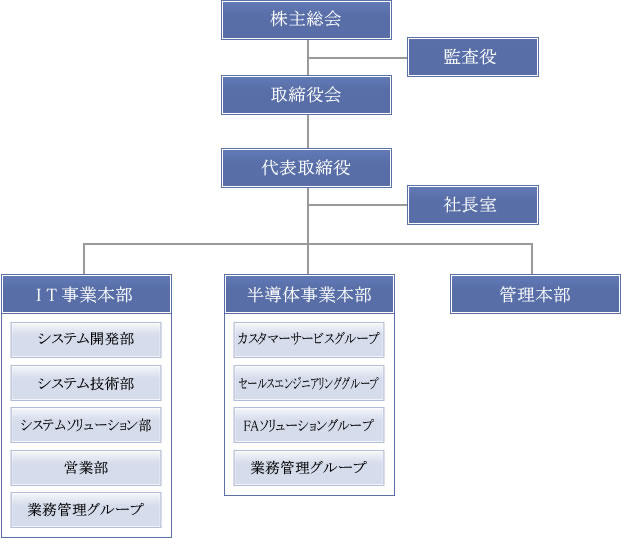 株主総会
監査役
取締役会
代表取締役
社長室
IT事業本部
システム開発部
システム技術部
システムソリューション部
営業部
業務管理グループ
半導体事業本部
カスタマーサービスグループ
セールスエンジニアリンググループ
FAソリューショングループ
業務管理グループ
管理本部